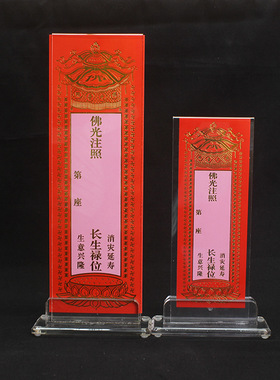 佛光注照
第 座
消灾延寿
长生禄位
生意兴隆
佛光注照
第 座
消灾延寿
长生禄位
生意兴隆